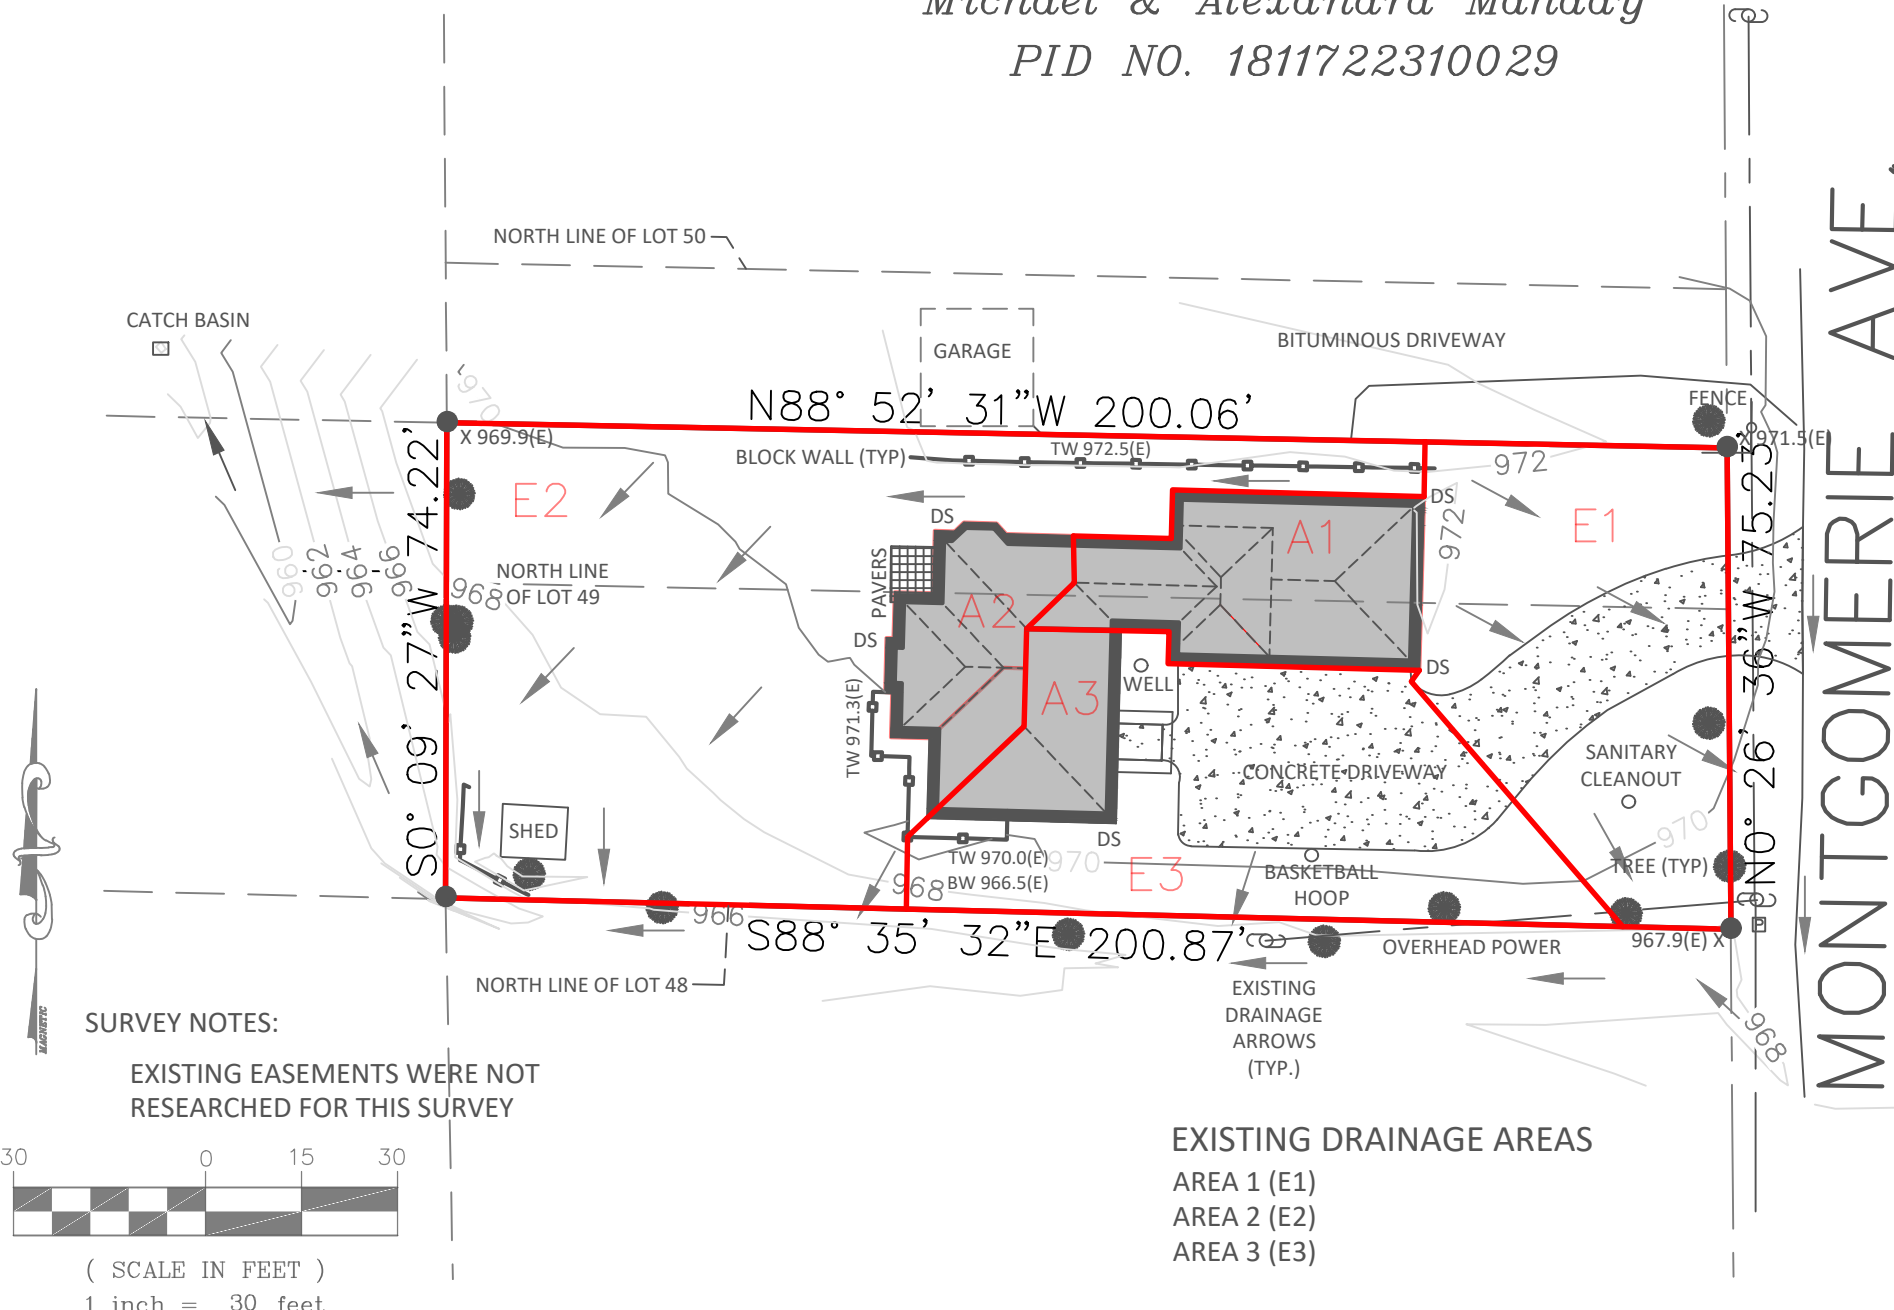 Michael & Alexandra Munday
PID NO. 1811722310029
NORTH LINE OF LOT 50
CATCH BASIN
GARAGE
BITUMINOUS DRIVEWAY
N88° 52' 31"W 200.06'
FENCE
970
X 969.9(E)
BLOCK WALL (TYP)
TW 972.5(E)
972
X 971.5(E)
E2
DS
DS
A1
972
E1
S0° 09' 27"W 74.22'
N0° 26' 36"W 75.23'
MONTGOMERIE AVE.
960
962
964
966
968
NORTH LINE
OF LOT 49
PAVERS
A2
DS
WELL
DS
A3
TW 971.3(E)
CONCRETE DRIVEWAY
SANITARY
CLEANOUT
SHED
DS
970
TW 970.0(E)
BW 966.5(E)
970
E3
BASKETBALL
HOOP
TREE (TYP)
968
966
S88° 35' 32"E 200.87'
OVERHEAD POWER
967.9(E) X
NORTH LINE OF LOT 48
EXISTING
DRAINAGE
ARROWS
(TYP.)
968
MAGNETIC
SURVEY NOTES:
EXISTING EASEMENTS WERE NOT
RESEARCHED FOR THIS SURVEY
30 0 15 30
( SCALE IN FEET )
1 inch = 30 feet
EXISTING DRAINAGE AREAS
AREA 1 (E1)
AREA 2 (E2)
AREA 3 (E3)